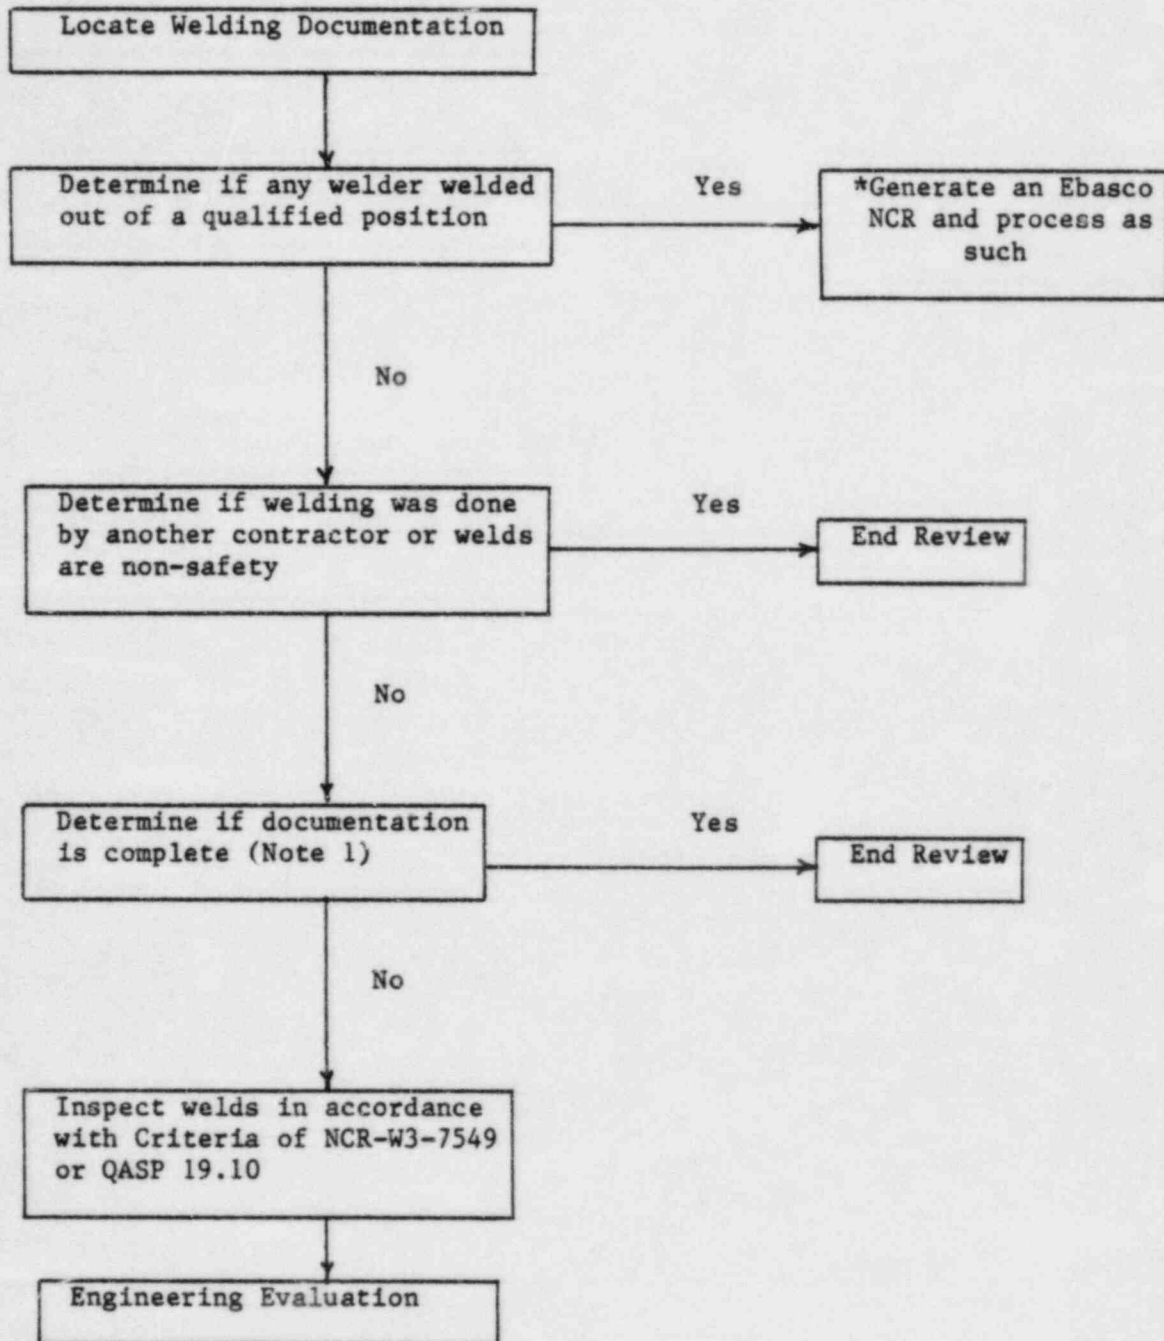 Locate Welding Documentation
Determine if any welder welded
out of a qualified position
Yes
*Generate an Ebasco
NCR and process as
such
No
Determine if welding was done
by another contractor or welds
are non-safety
Yes
End Review
No
Determine if documentation
is complete (Note 1)
Yes
End Review
No
Inspect welds in accordance
with Criteria of NCR-W3-7549
or QASP 19.10
Engineering Evaluation